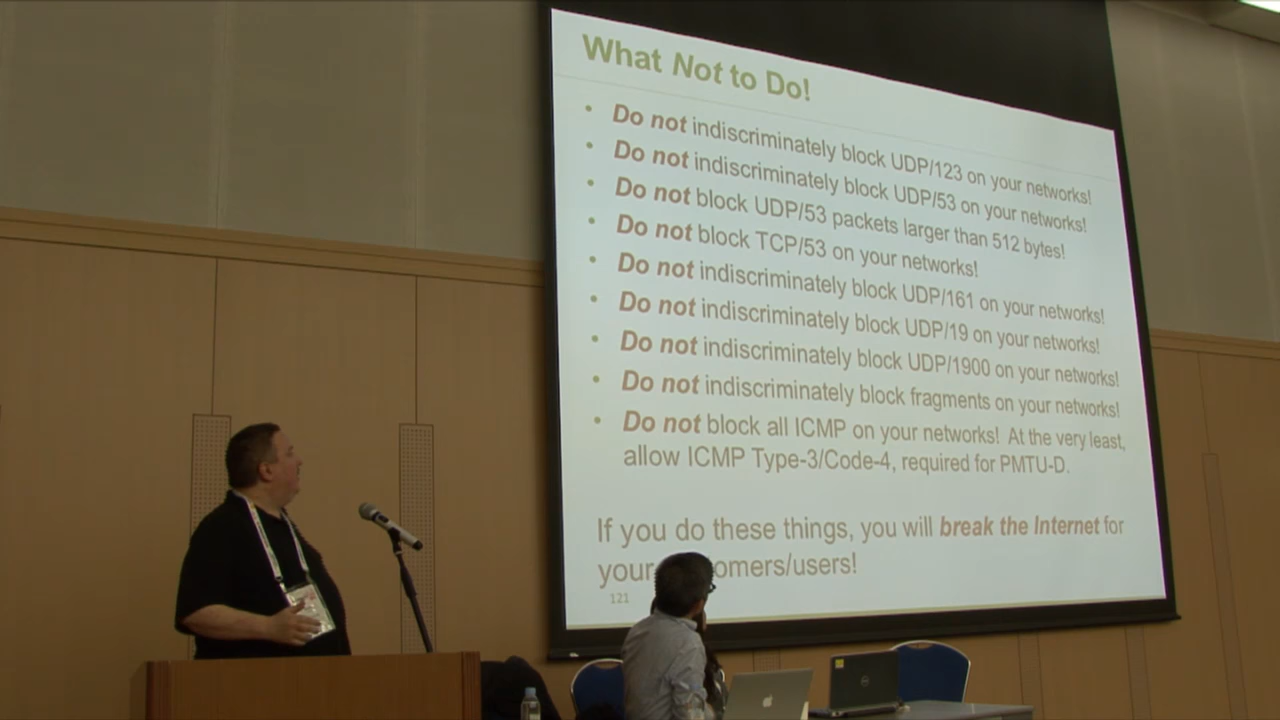 What Not to Do!
• Do not indiscriminately block UDP/123 on your networks!
• Do not indiscriminately block UDP/53 on your networks!
• Do not block UDP/53 packets larger than 512 bytes!
• Do not block TCP/53 on your networks!
• Do not indiscriminately block UDP/161 on your networks!
• Do not indiscriminately block UDP/19 on your networks!
• Do not indiscriminately block UDP/1900 on your networks!
• Do not indiscriminately block fragments on your networks!
• Do not block all ICMP on your networks! At the very least,
allow ICMP Type-3/Code-4, required for PMTU-D.
If you do these things, you will break the Internet for
your omers/users!
121